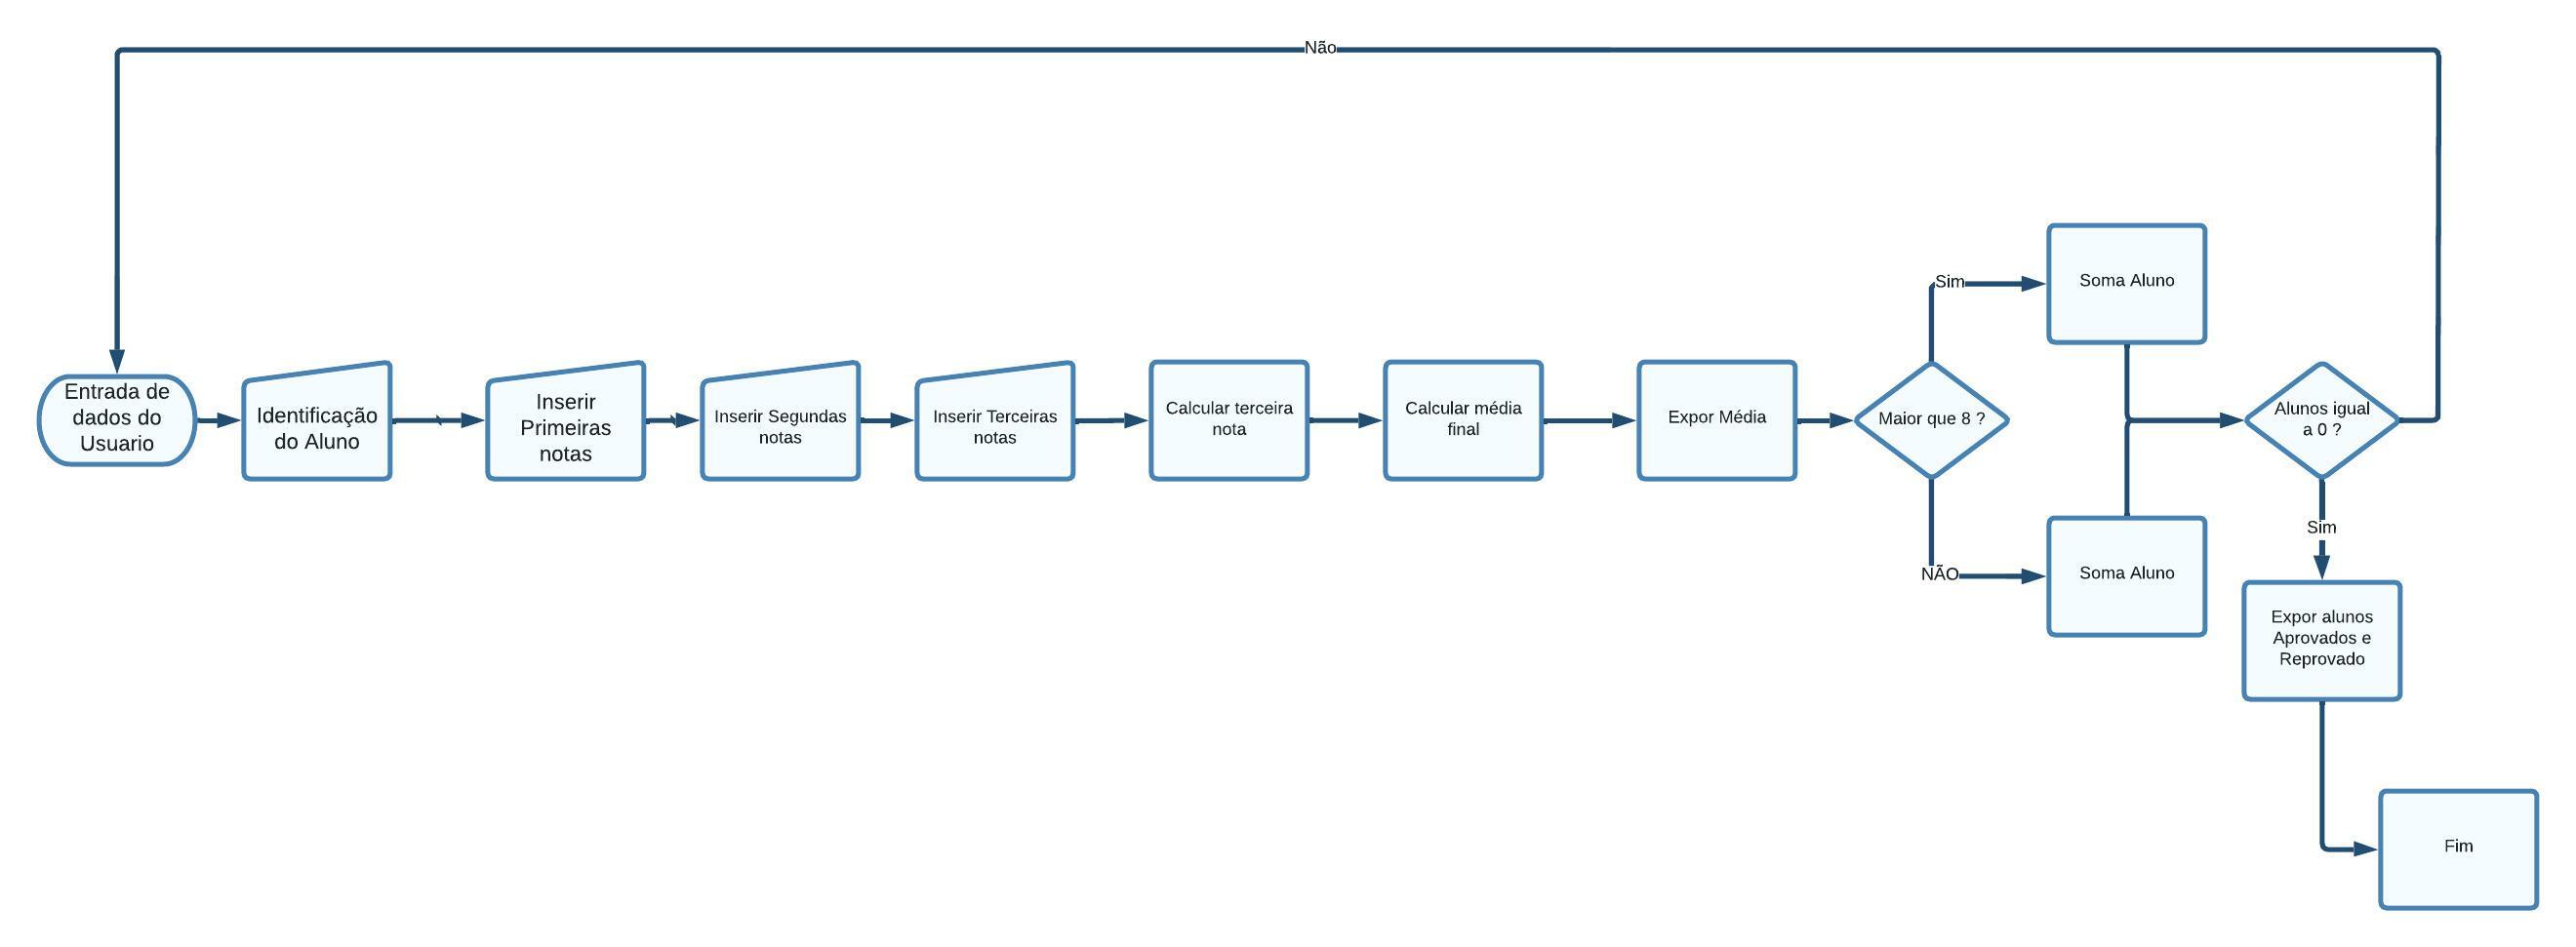 Não
Entrada de
dados do
Usuario
Identificação
do Aluno
Inserir
Primeiras
notas
Inserir Segundas
notas
Inserir Terceiras
notas
Calcular terceira
nota
Calcular média
final
Expor Média
Maior que 8 ?
Sim
Soma Aluno
NÃO
Soma Aluno
Alunos igual
a 0 ?
Sim
Expor alunos
Aprovados e
Reprovado
Fim